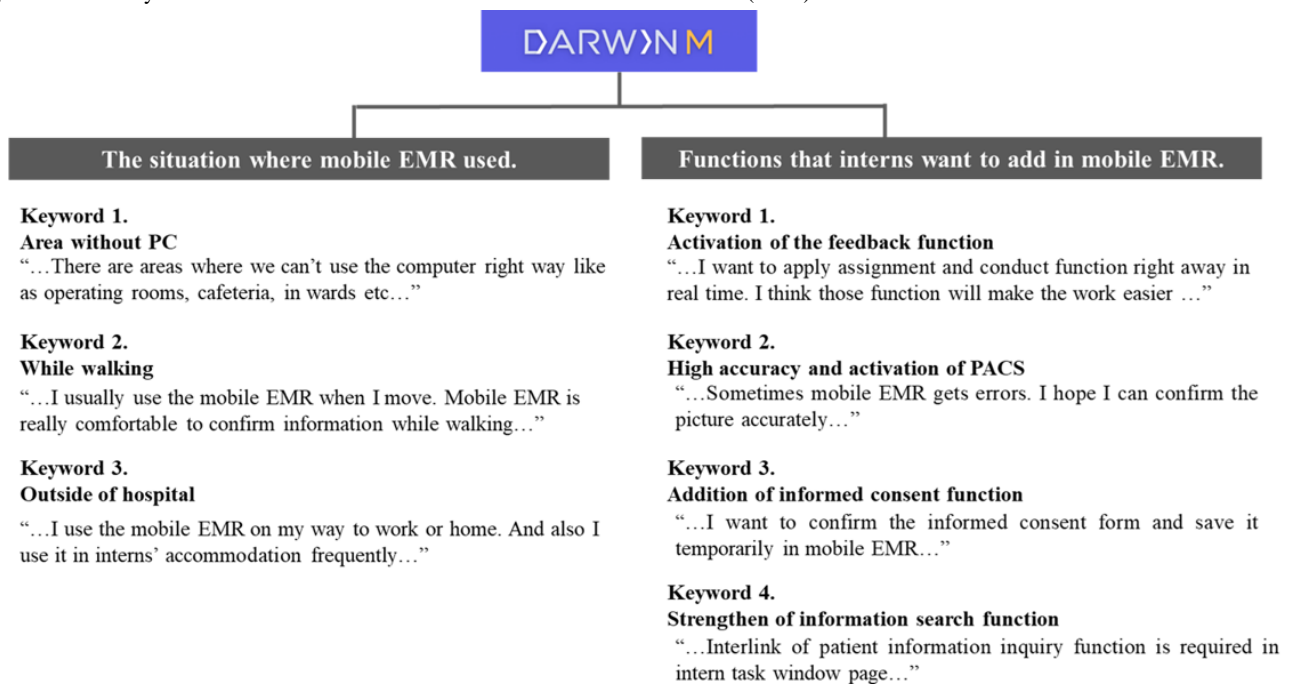 DARWIN M
The situation where mobile EMR used.
Keyword 1.
Area without PC
“…There are areas where we can’t use the computer right way like
as operating rooms, cafeteria, in wards etc…”
Keyword 2.
While walking
“…I usually use the mobile EMR when I move. Mobile EMR is
really comfortable to confirm information while walking…”
Keyword 3.
Outside of hospital
“…I use the mobile EMR on my way to work or home. And also I
use it in interns’ accommodation frequently…”
Functions that interns want to add in mobile EMR.
Keyword 1.
Activation of the feedback function
“…I want to apply assignment and conduct function right away in
real time. I think those function will make the work easier …”
Keyword 2.
High accuracy and activation of PACS
“…Sometimes mobile EMR gets errors. I hope I can confirm the
picture accurately…”
Keyword 3.
Addition of informed consent function
“…I want to confirm the informed consent form and save it
temporarily in mobile EMR…”
Keyword 4.
Strengthen of information search function
“…Interlink of patient information inquiry function is required in
intern task window page…”